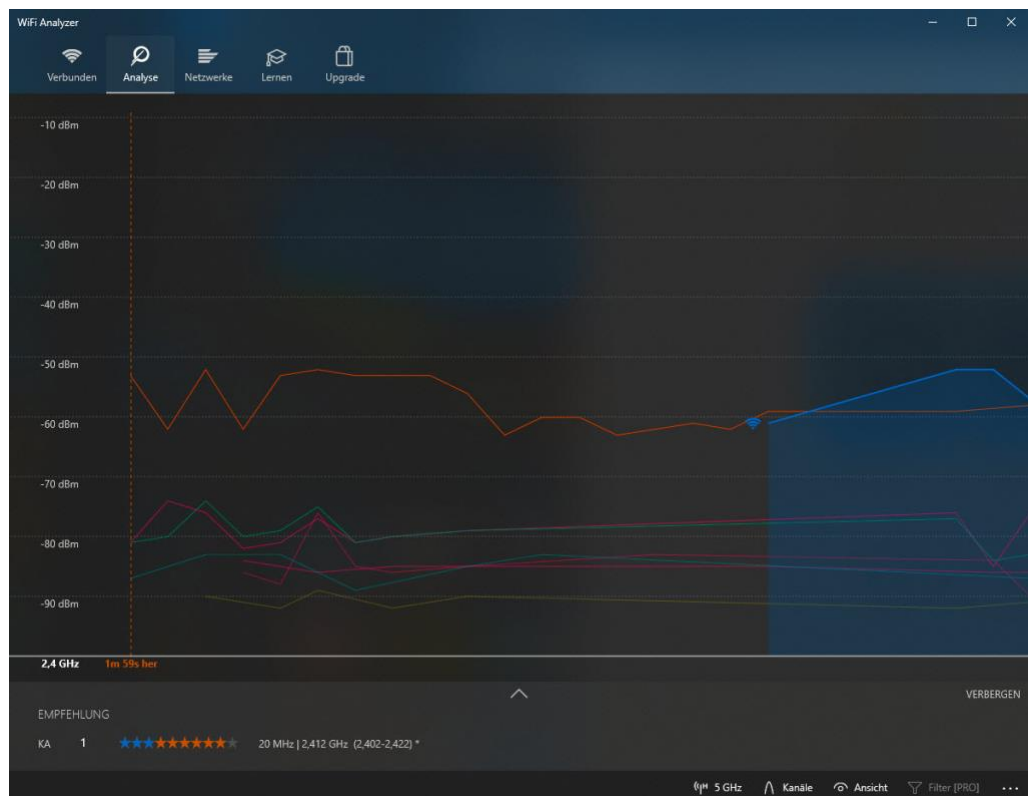 WiFi Analyzer
Verbunden Analyse Netzwerke Lernen Upgrade
-10 dBm
-20 dBm
-30 dBm
-40 dBm
-50 dBm
-60 dBm
-70 dBm
-80 dBm
-90 dBm
2,4 GHz 1m 59s her
VERBERGEN
EMPFEHLUNG
KA 1 20 MHz | 2,412 GHz (2,402-2,422) *
5 GHz Kanäle Ansicht Filter [PRO] ...